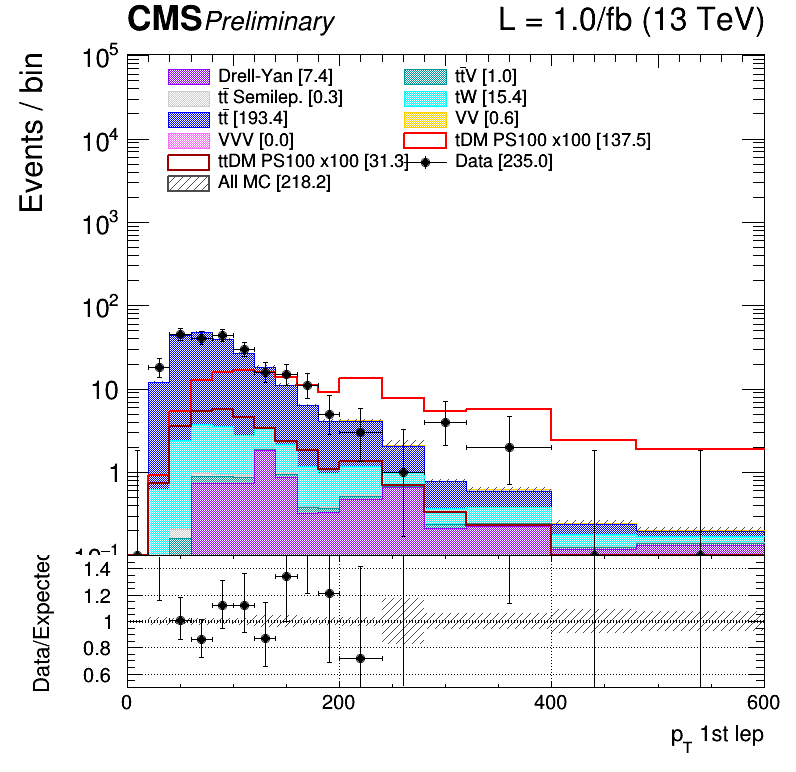 CMS Preliminary L = 1.0/fb (13 TeV)
Events / bin
10⁵
10⁴
10³
10²
10
1
10⁻¹
Drell-Yan [7.4] tt̄V [1.0]
tt̄ Semilep. [0.3] tW [15.4]
tt̄ [193.4] VV [0.6]
VVV [0.0] tDM PS100 x100 [137.5]
ttDM PS100 x100 [31.3] Data [235.0]
All MC [218.2]
Data/Expected
1.4
1.2
1
0.8
0.6
0 200 400 600
p_T 1st lep